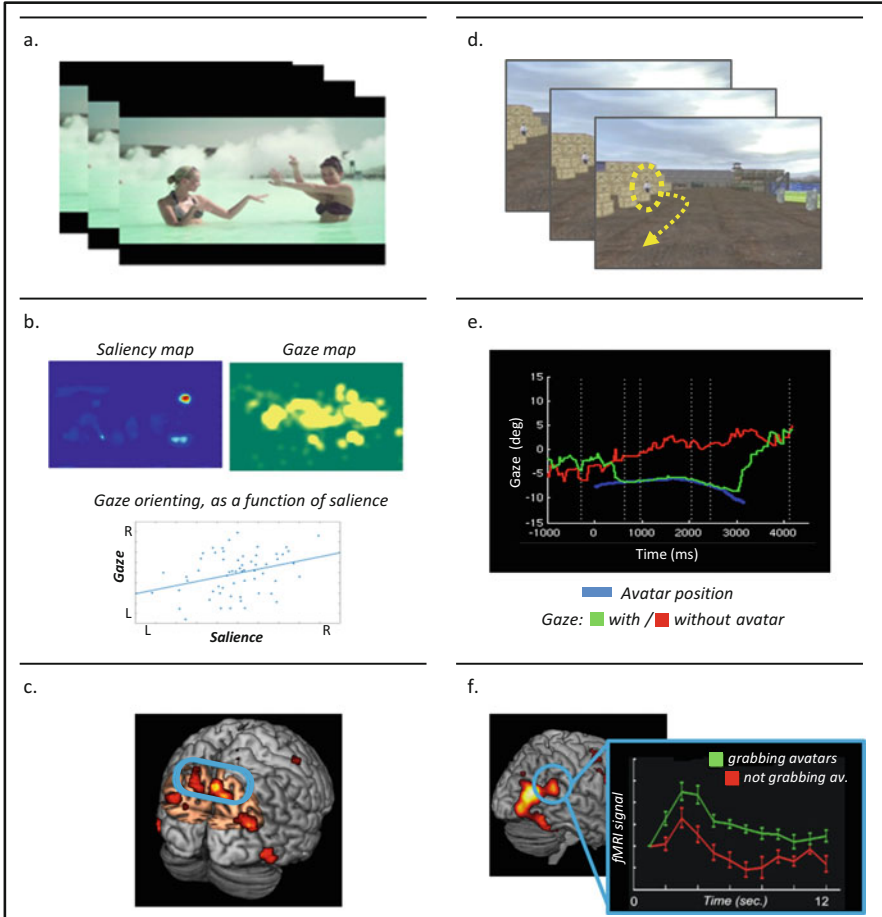 a.
b.
Saliency map
Gaze map
Gaze orienting, as a function of salience
R
Gaze
L
L
R
Salience
c.
d.
e.
15
10
5
0
-5
-10
-15
Gaze (deg)
-1000
0
1000
2000
3000
4000
Time (ms)
Avatar position
Gaze: with / without avatar
f.
grabbing avatars
not grabbing av.
fMRI signal
0
Time (sec.)
12